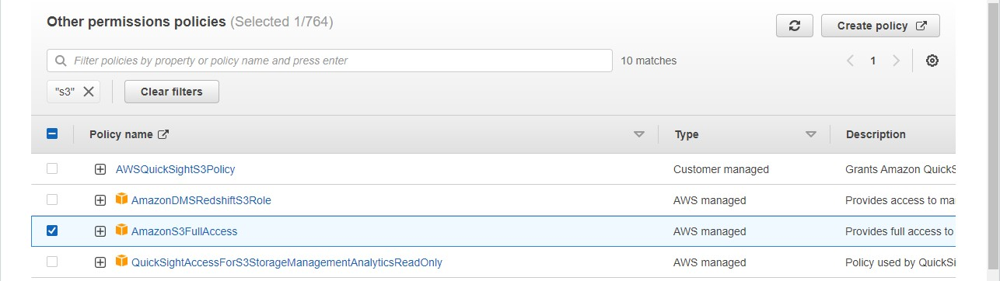 Other permissions policies (Selected 1/764)
Create policy
Filter policies by property or policy name and press enter
10 matches
1
"s3"
Clear filters
Policy name Type Description
AWSQuickSightS3Policy Customer managed Grants Amazon QuickS
AmazonDMSRedshiftS3Role AWS managed Provides access to ma
AmazonS3FullAccess AWS managed Provides full access to
QuickSightAccessForS3StorageManagementAnalyticsReadOnly AWS managed Policy used by QuickSi